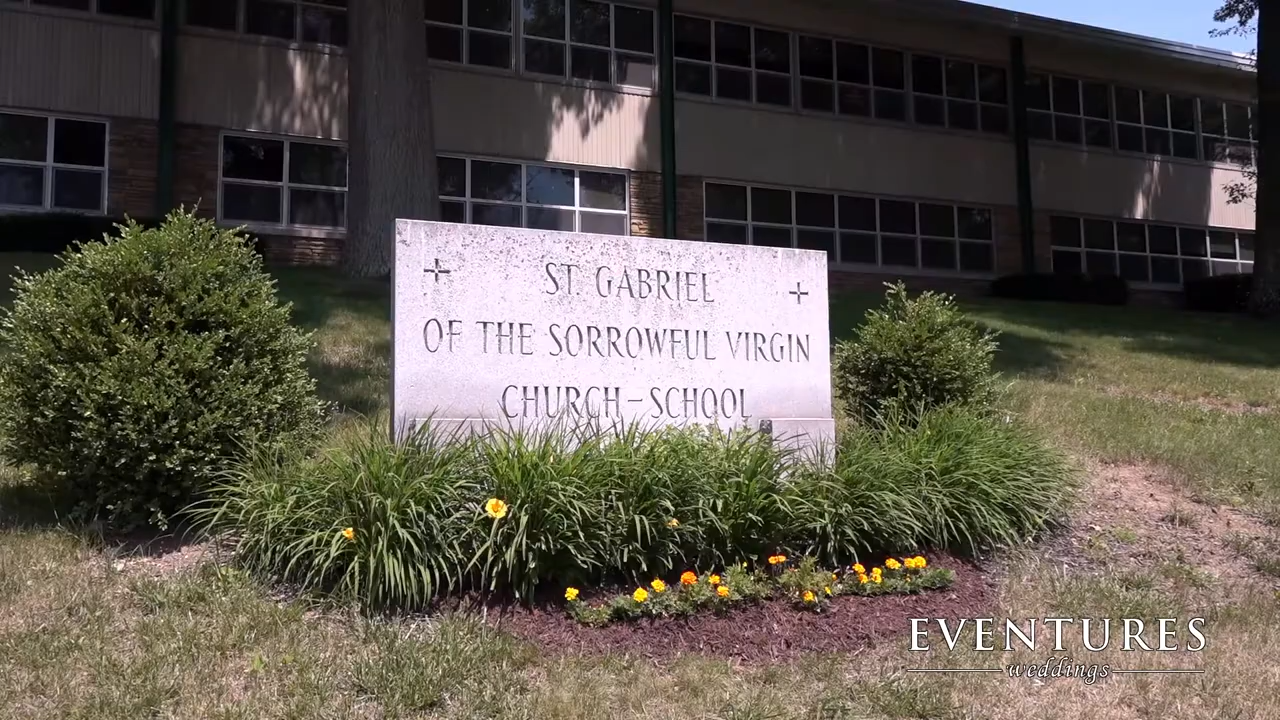 ST. GABRIEL
OF THE SORROWFUL VIRGIN
CHURCH – SCHOOL
EVENTURES
weddings